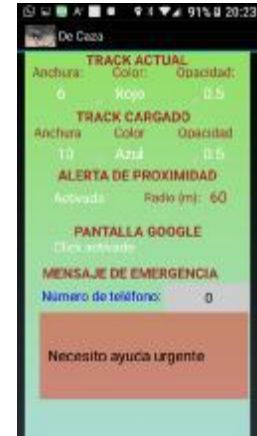 91% 20:23
De Caza
TRACK ACTUAL
Anchura: Color: Opacidad:
6 Rojo 0.5
TRACK CARGADO
Anchura Color Opacidad
10 Azul 0.5
ALERTA DE PROXIMIDAD
Activada Radio (m): 60
PANTALLA GOOGLE
Click activado
MENSAJE DE EMERGENCIA
Número de teléfono: 0
Necesito ayuda urgente